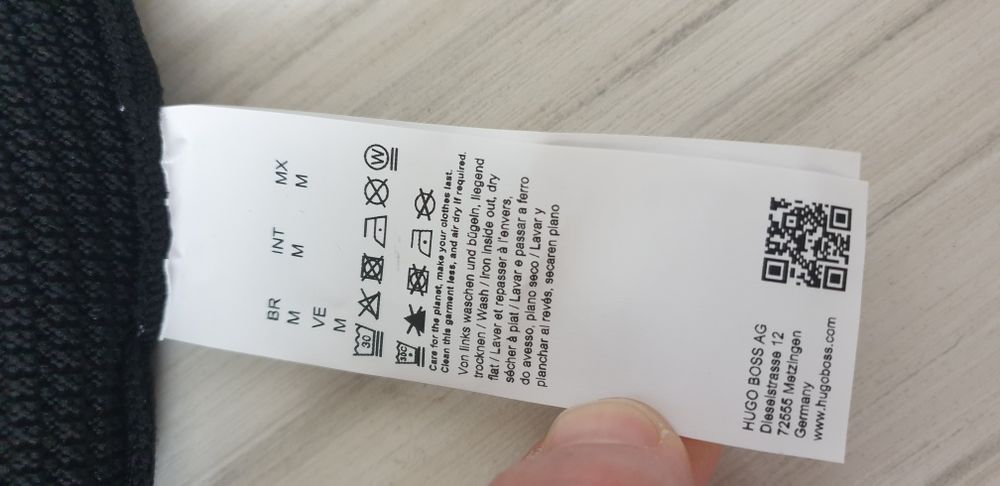 BR INT MX
M M M
VE
M
30 W
30C
Care for the planet, make your clothes last.
Clean this garment less, and air dry if required.
Von links waschen und bügeln, liegend
trocknen / Wash / Iron inside out, dry
flat / Laver et repasser à l'envers,
sécher à plat / Lavar e passar a ferro
do avesso, plano seco / Lavar y
planchar al revés, secaren plano
HUGO BOSS AG
Dieselstrasse 12
72555 Metzingen
Germany
www.hugoboss.com